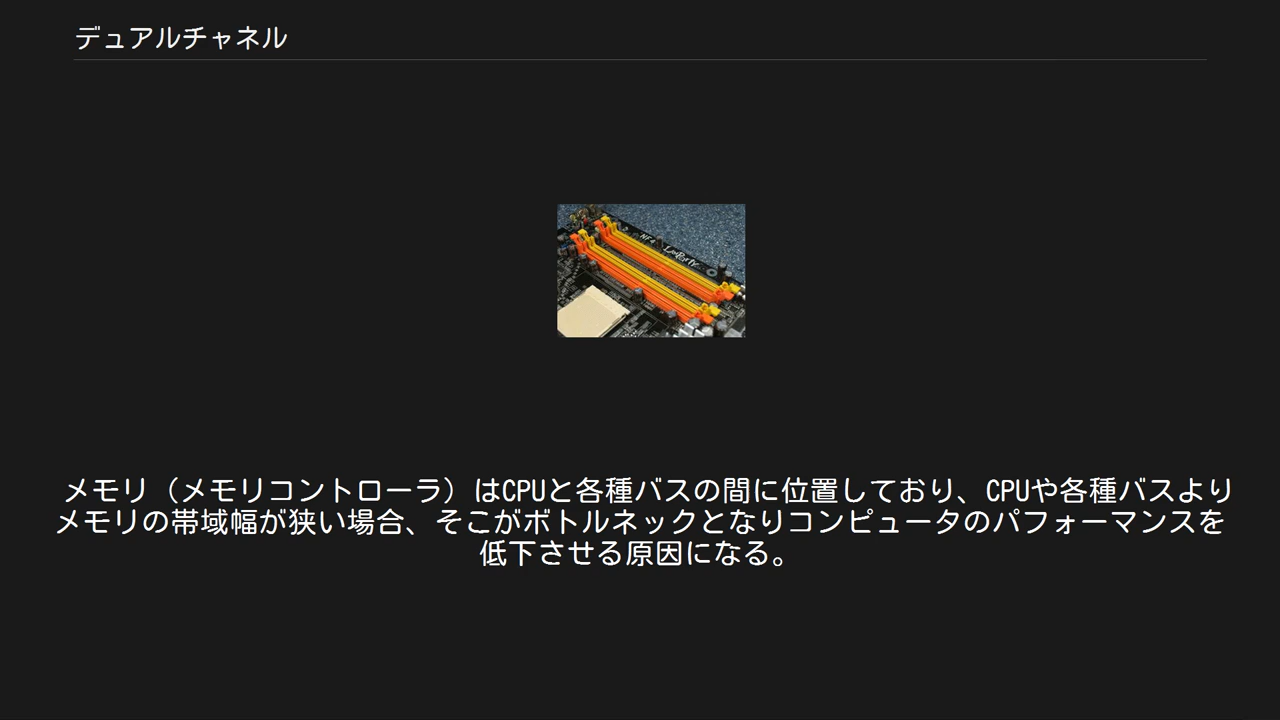 デュアルチャネル
NF4
LanParty
メモリ（メモリコントローラ）はCPUと各種バスの間に位置しており、CPUや各種バスより
メモリの帯域幅が狭い場合、そこがボトルネックとなりコンピュータのパフォーマンスを
低下させる原因になる。